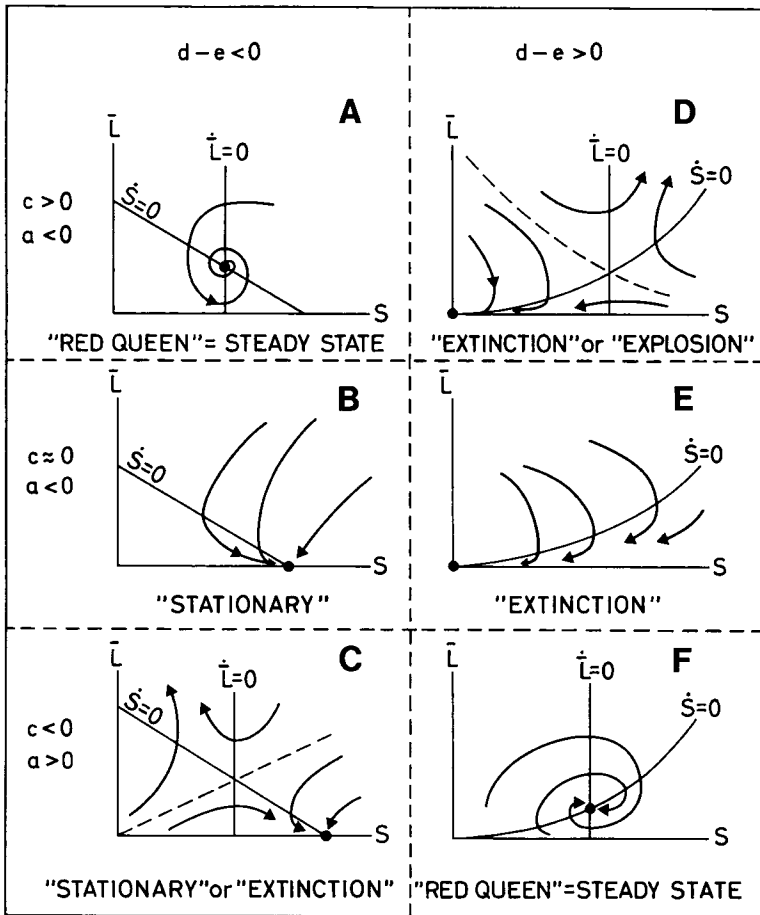 d-e<0
d-e>0
A
L̄
L̄̇=0
Ṡ=0
S
c>0
a<0
"RED QUEEN"= STEADY STATE
D
L̄
L̄̇=0
Ṡ=0
S
"EXTINCTION" or "EXPLOSION"
B
L̄
Ṡ=0
S
c≈0
a<0
"STATIONARY"
E
L̄
Ṡ=0
S
"EXTINCTION"
C
L̄
L̄̇=0
Ṡ=0
S
c<0
a>0
"STATIONARY" or "EXTINCTION"
F
L̄
L̄̇=0
Ṡ=0
S
"RED QUEEN"=STEADY STATE